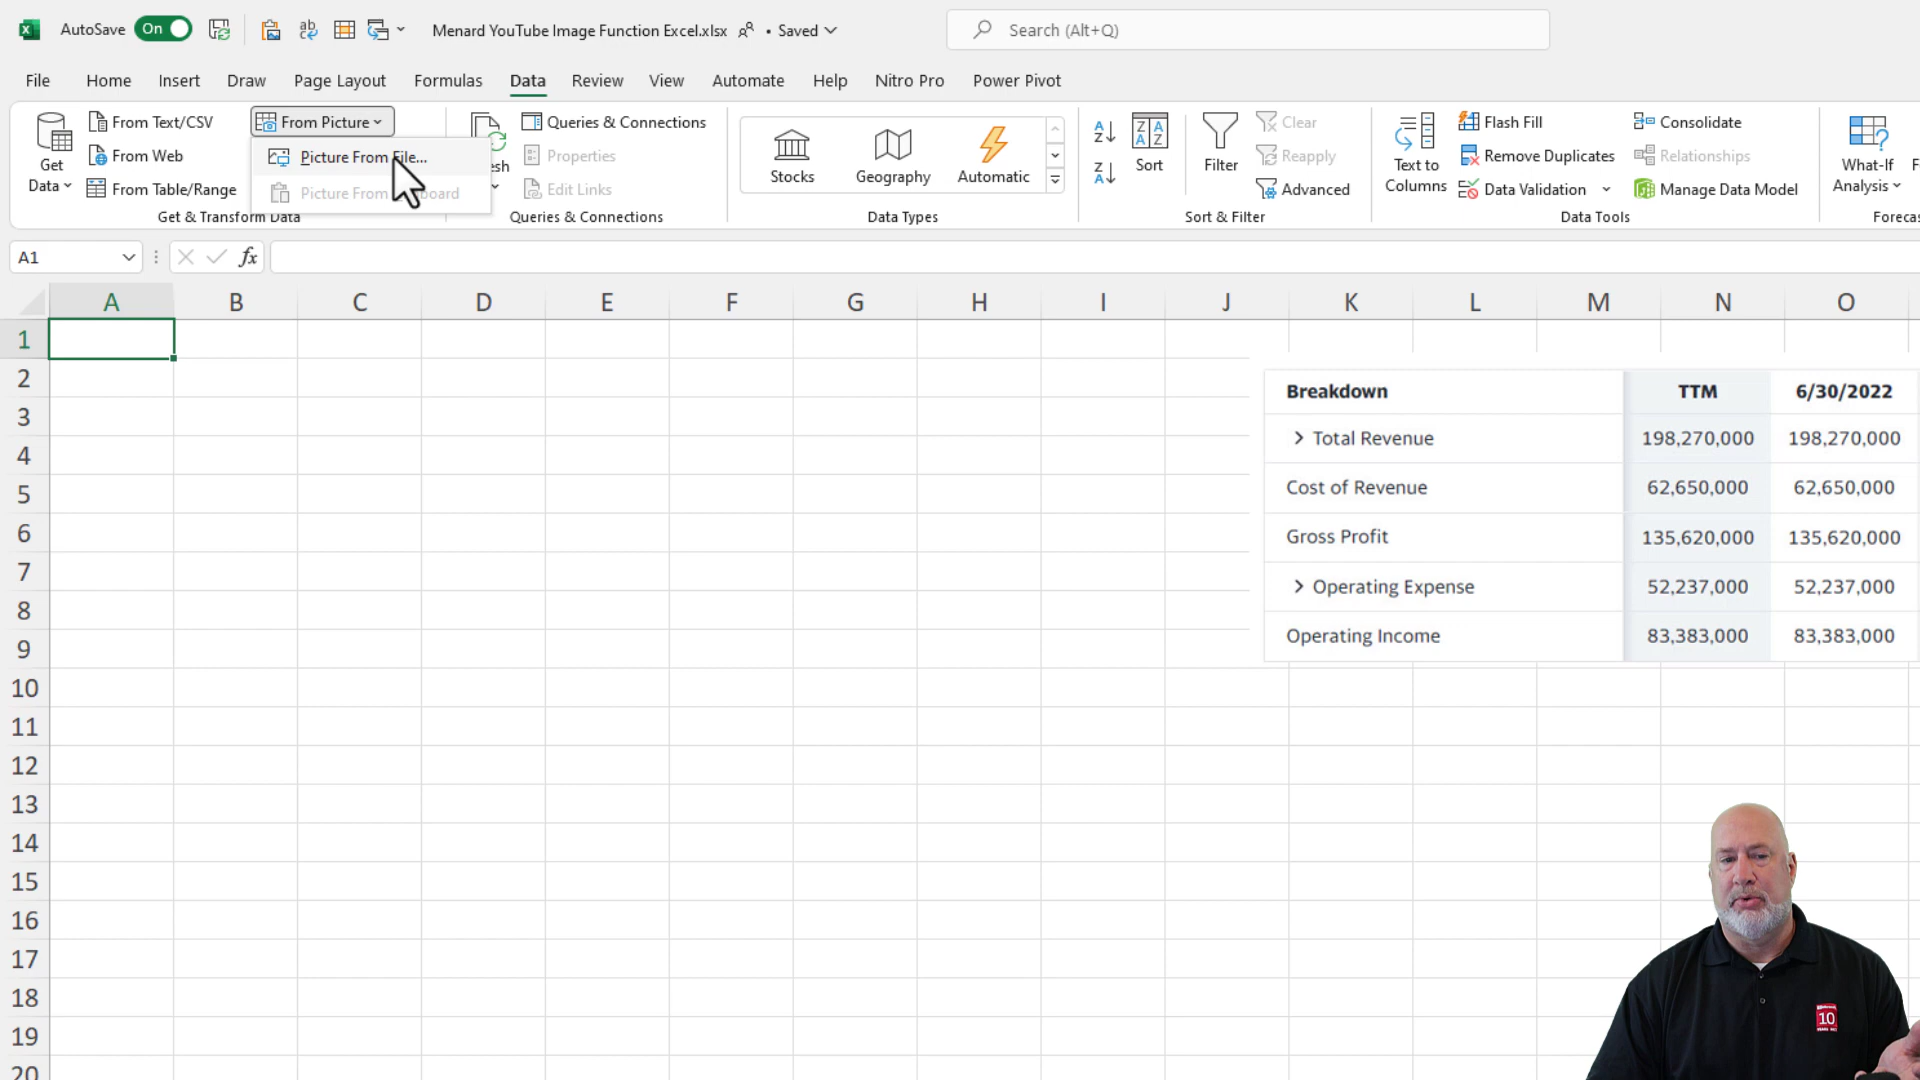 AutoSave On Menard YouTube Image Function Excel.xlsx • Saved Search (Alt+Q)
File Home Insert Draw Page Layout Formulas Data Review View Automate Help Nitro Pro Power Pivot
Get Data
From Text/CSV
From Web
From Table/Range
From Picture
Picture From File...
Picture From
board
Get & Transform Data
esh
Queries & Connections
Properties
Edit Links
Queries & Connections
Stocks
Geography
Automatic
Data Types
Sort
Filter
Clear
Reapply
Advanced
Sort & Filter
Text to Columns
Flash Fill
Remove Duplicates
Data Validation
Consolidate
Relationships
Manage Data Model
Data Tools
What-If Analysis
F
Foreca
A1 fx
A B C D E F G H I J K L M N O
1
2
3
4
5
6
7
8
9
10
11
12
13
14
15
16
17
18
19
20
Breakdown TTM 6/30/2022
Total Revenue 198,270,000 198,270,000
Cost of Revenue 62,650,000 62,650,000
Gross Profit 135,620,000 135,620,000
Operating Expense 52,237,000 52,237,000
Operating Income 83,383,000 83,383,000
10